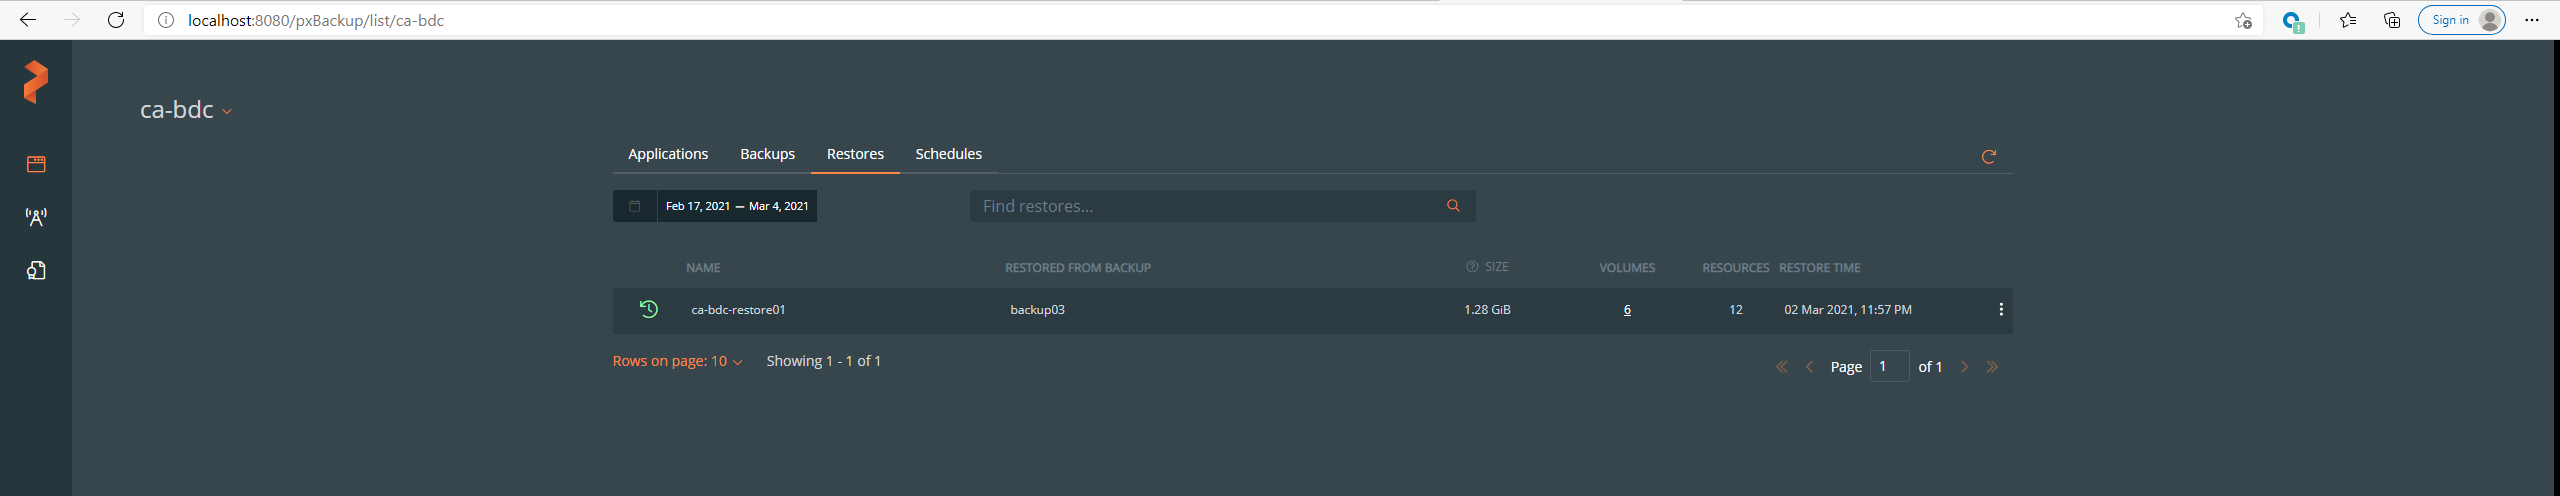 localhost:8080/pxBackup/list/ca-bdc
Sign in
ca-bdc
Applications Backups Restores Schedules
Feb 17, 2021 — Mar 4, 2021
Find restores...
NAME RESTORED FROM BACKUP SIZE VOLUMES RESOURCES RESTORE TIME
ca-bdc-restore01 backup03 1.28 GiB 6 12 02 Mar 2021, 11:57 PM
Rows on page: 10 Showing 1 - 1 of 1
Page 1 of 1